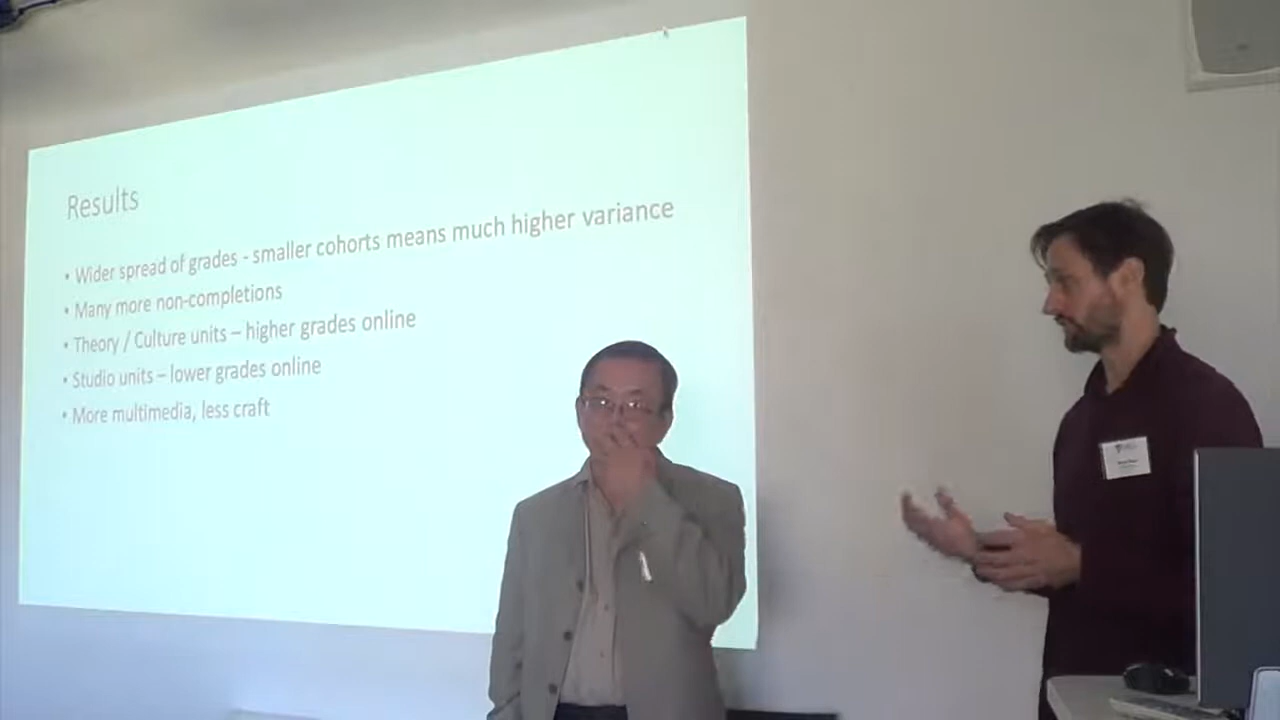 Results
• Wider spread of grades - smaller cohorts means much higher variance
• Many more non-completions
• Theory / Culture units – higher grades online
• Studio units – lower grades online
• More multimedia, less craft